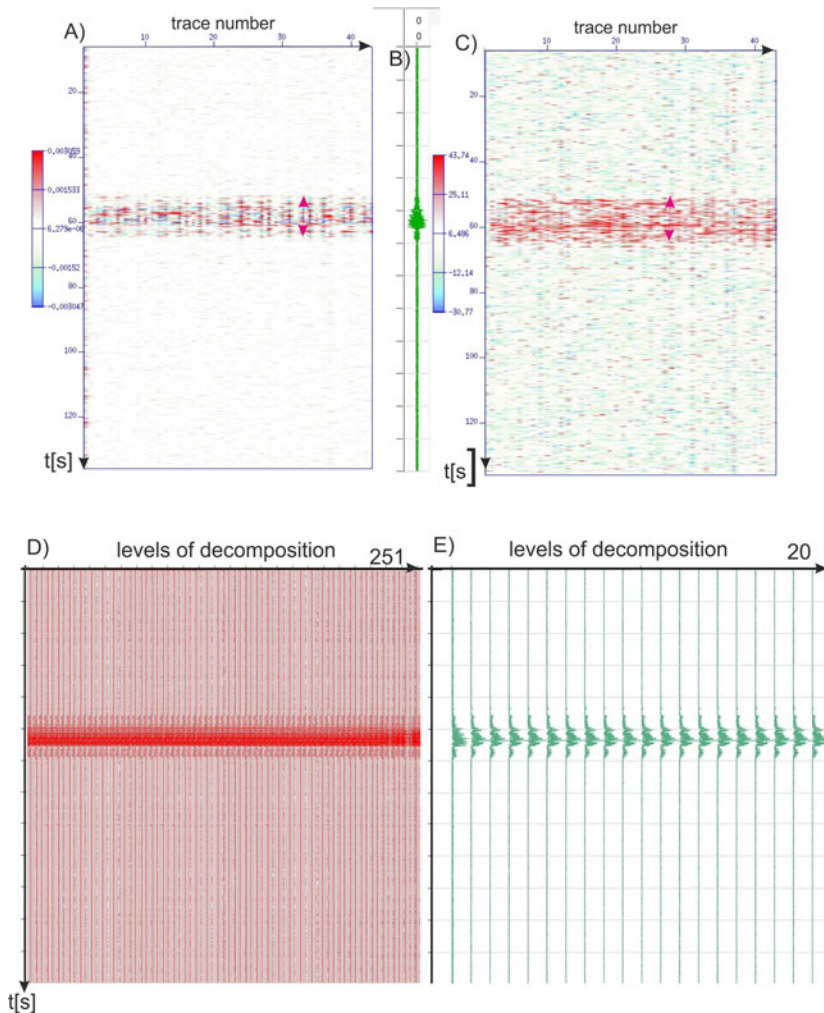 A)
trace number
10 20 30 40
20
40
60
80
100
120
t[s]
0.003059
0.001533
-0.00152
-0.003047
B)
0
0
C)
trace number
10 20 30 40
20
40
60
80
100
120
t[s]
43,74
25,11
6,486
-12,14
-30,77
D)
levels of decomposition
251
t[s]
E)
levels of decomposition
20